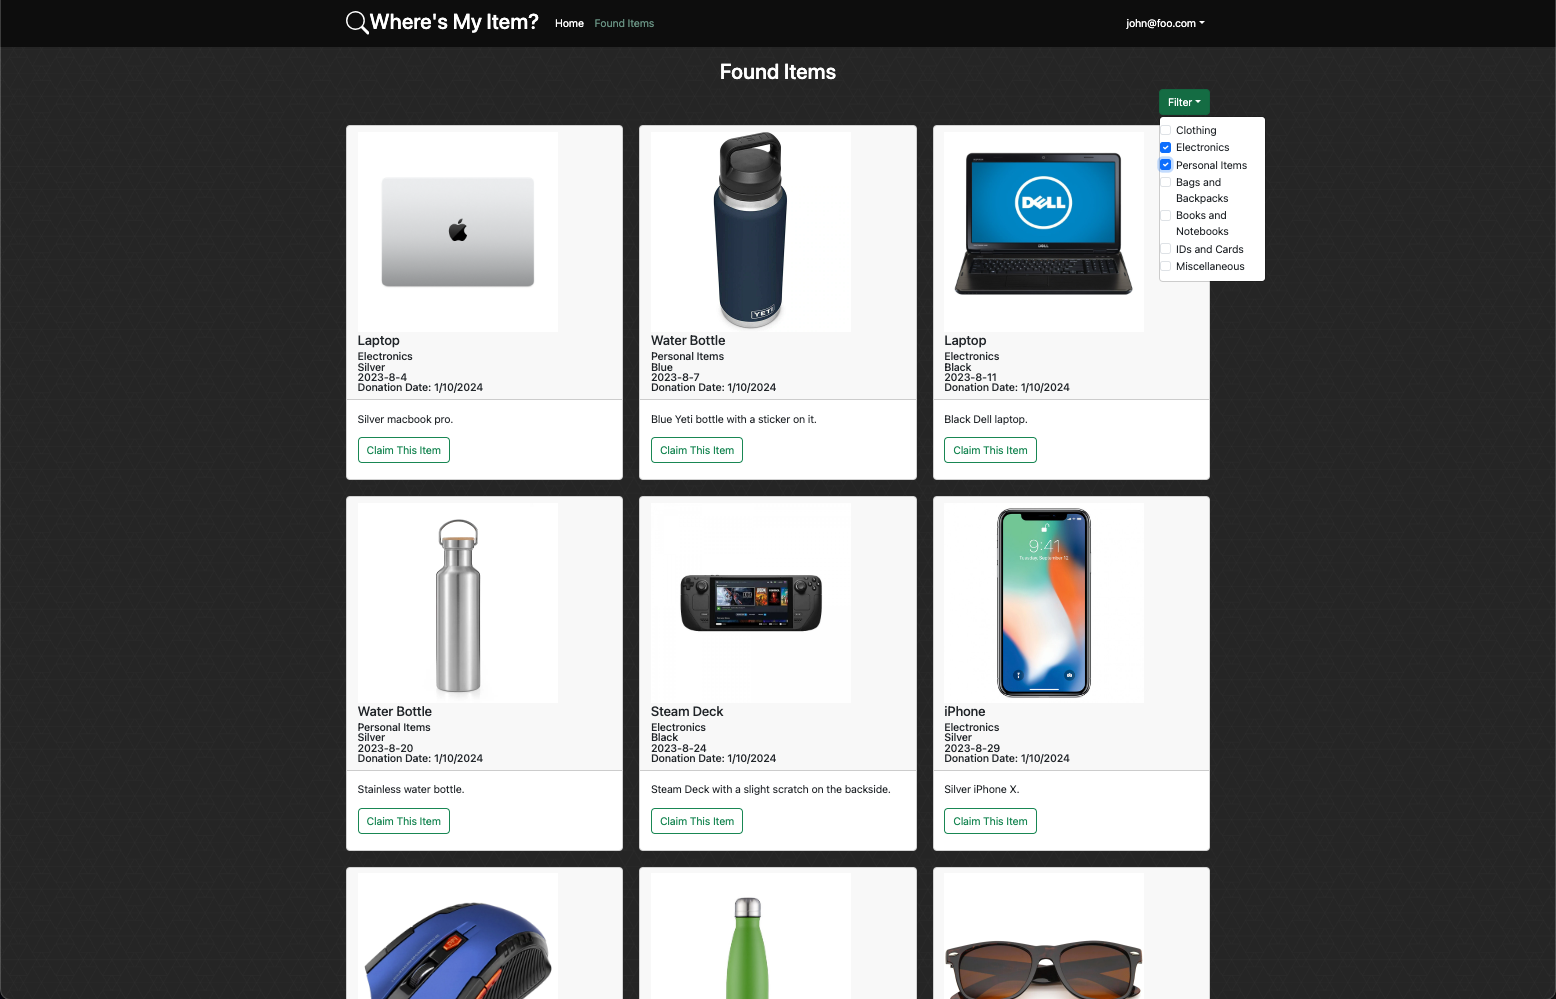 Where's My Item? Home Found Items john@foo.com
Found Items
Filter
Clothing
Electronics
Personal Items
Bags and
Backpacks
Books and
Notebooks
IDs and Cards
Miscellaneous
Laptop
Electronics
Silver
2023-8-4
Donation Date: 1/10/2024
Silver macbook pro.
Claim This Item
YETI
Water Bottle
Personal Items
Blue
2023-8-7
Donation Date: 1/10/2024
Blue Yeti bottle with a sticker on it.
Claim This Item
DELL
DELL
Laptop
Electronics
Black
2023-8-11
Donation Date: 1/10/2024
Black Dell laptop.
Claim This Item
Water Bottle
Personal Items
Silver
2023-8-20
Donation Date: 1/10/2024
Stainless water bottle.
Claim This Item
Steam Deck
Electronics
Black
2023-8-24
Donation Date: 1/10/2024
Steam Deck with a slight scratch on the backside.
Claim This Item
9:41
Tuesday, September 12
iPhone
Electronics
Silver
2023-8-29
Donation Date: 1/10/2024
Silver iPhone X.
Claim This Item